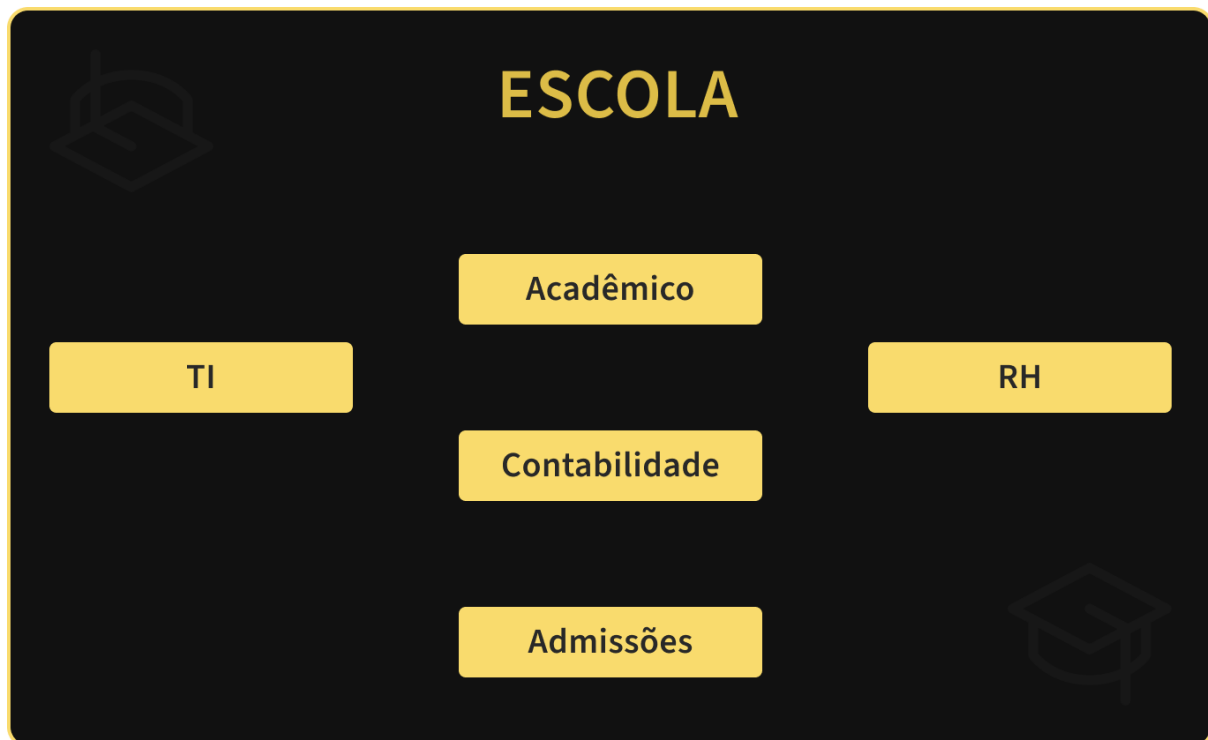 ESCOLA
Acadêmico
TI
RH
Contabilidade
Admissões